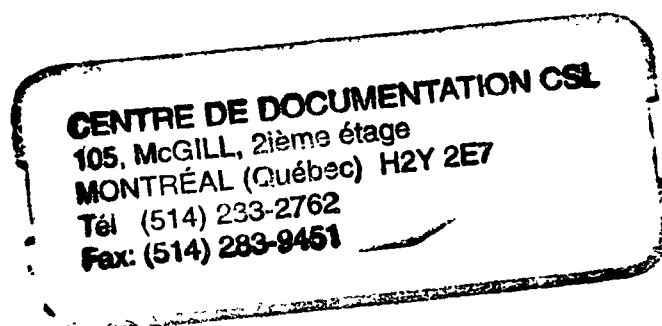 CENTRE DE DOCUMENTATION CSL
105, McGILL, 2ième étage
MONTRÉAL (Québec) H2Y 2E7
Tél (514) 233-2762
Fax: (514) 283-9451